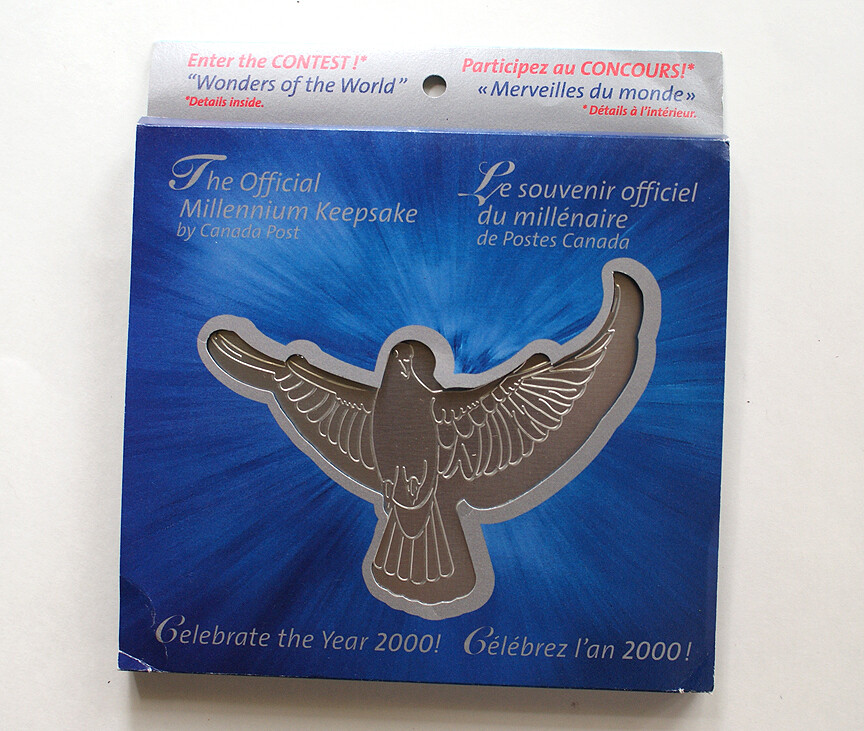 Enter the CONTEST!*
"Wonders of the World"
*Details inside.
Participez au CONCOURS!*
« Merveilles du monde »
* Détails à l'intérieur.
The Official
Millennium Keepsake
by Canada Post
Le souvenir officiel
du millénaire
de Postes Canada
Celebrate the Year 2000!
Célébrez l'an 2000!